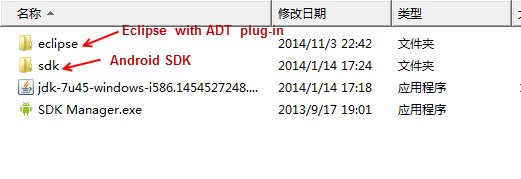 名称 修改日期 类型
Eclipse with ADT plug-in
eclipse 2014/11/3 22:42 文件夹
Android SDK
sdk 2014/1/14 17:24 文件夹
jdk-7u45-windows-i586.1454527248.... 2014/1/14 17:18 应用程序
SDK Manager.exe 2013/9/17 19:01 应用程序